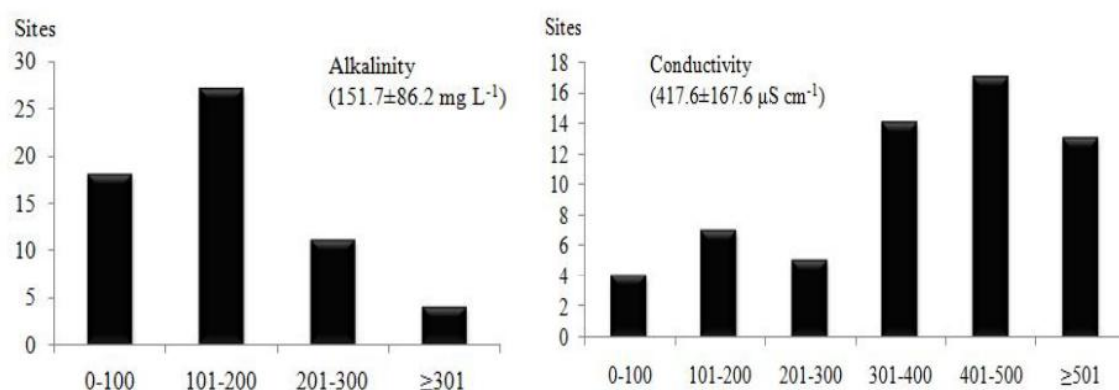 Sites
30
25
20
15
10
5
0
Alkalinity
(151.7±86.2 mg L-1)
0-100 101-200 201-300 ≥301
Sites
18
16
14
12
10
8
6
4
2
0
Conductivity
(417.6±167.6 µS cm-1)
0-100 101-200 201-300 301-400 401-500 ≥501